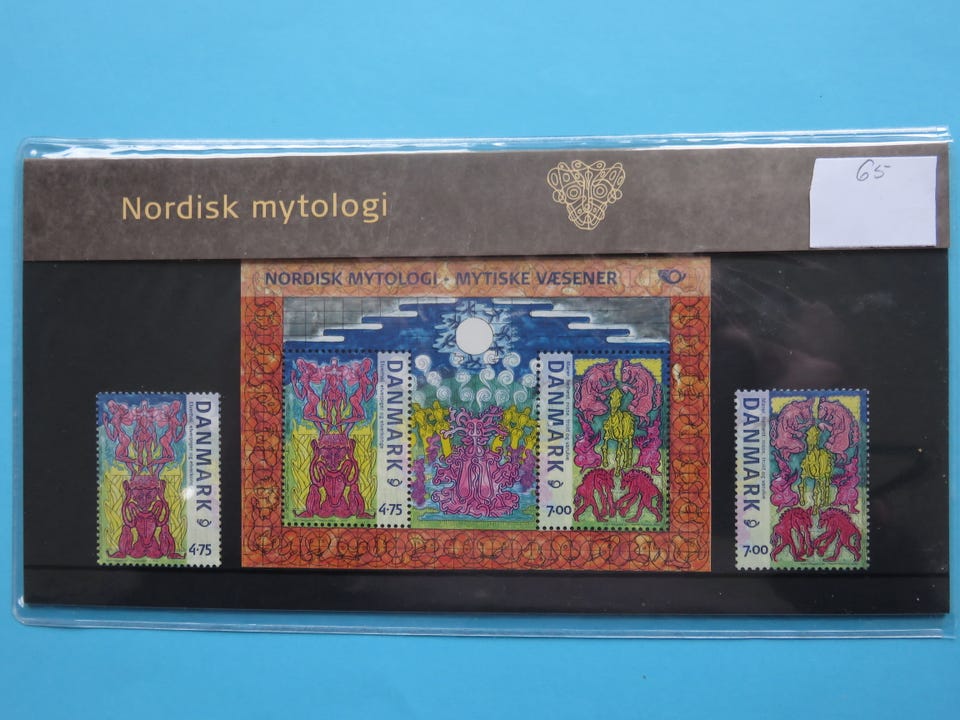 Nordisk mytologi
65
NORDISK MYTOLOGI - MYTISKE VÆSENER
DANMARK
4.75
DANMARK
7.00
DANMARK
4.75
DANMARK
7.00